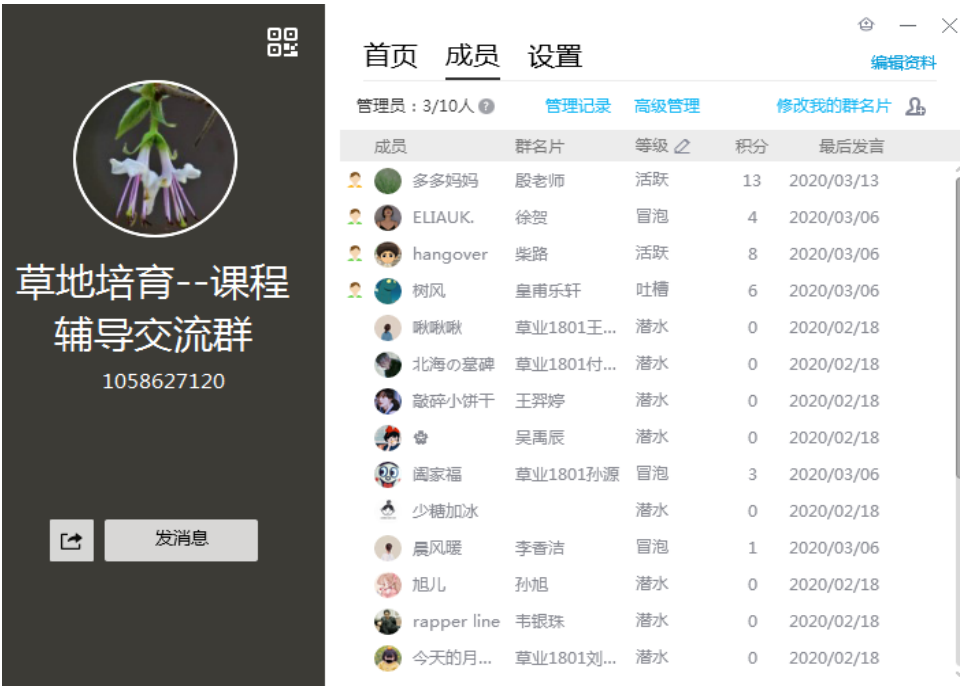 草地培育--课程
辅导交流群
1058627120
发消息
首页 成员 设置
编辑资料
管理员：3/10人 管理记录 高级管理 修改我的群名片
成员 群名片 等级 积分 最后发言
多多妈妈 殷老师 活跃 13 2020/03/13
ELIAUK. 徐贺 冒泡 4 2020/03/06
hangover 柴路 活跃 8 2020/03/06
树风 皇甫乐轩 吐槽 6 2020/03/06
啾啾啾 草业1801王... 潜水 0 2020/02/18
北海の墓碑 草业1801付... 潜水 0 2020/02/18
敲碎小饼干 王羿婷 潜水 0 2020/02/18
吴禹辰 潜水 0 2020/02/18
阖家福 草业1801孙源 冒泡 3 2020/03/06
少糖加冰 潜水 0 2020/02/18
晨风暖 李香洁 冒泡 1 2020/03/06
旭儿 孙旭 潜水 0 2020/02/18
rapper line 韦银珠 潜水 0 2020/02/18
今天的月... 草业1801刘... 潜水 0 2020/02/18